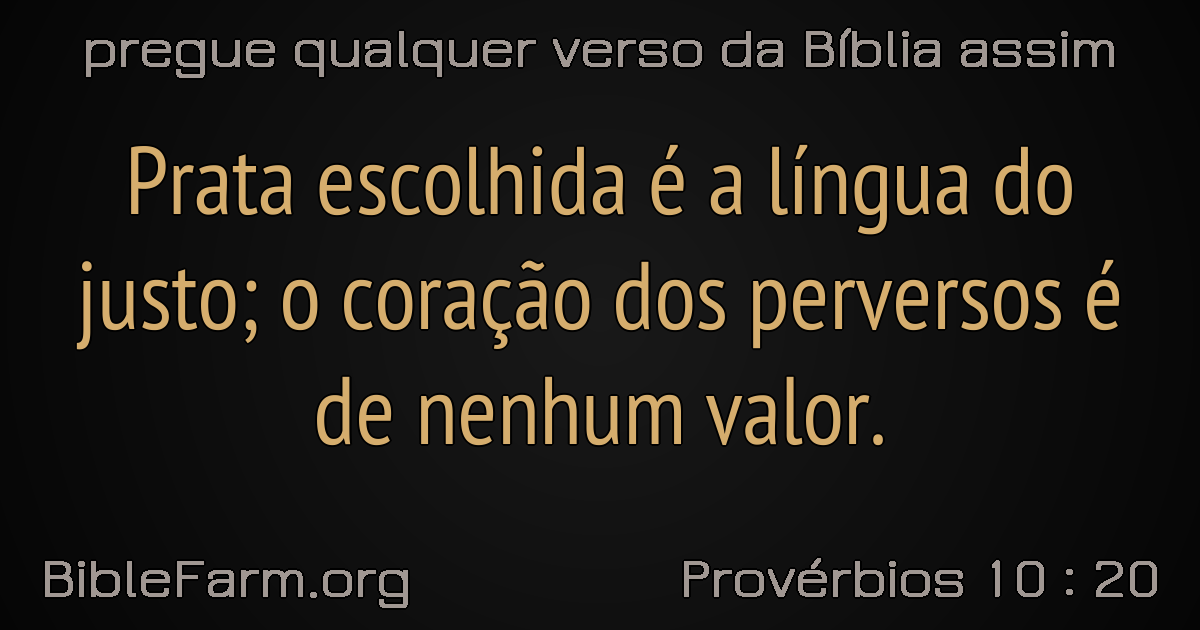 pregue qualquer verso da Bíblia assim
Prata escolhida é a língua do
justo; o coração dos perversos é
de nenhum valor.
BibleFarm.org
Provérbios 10 : 20